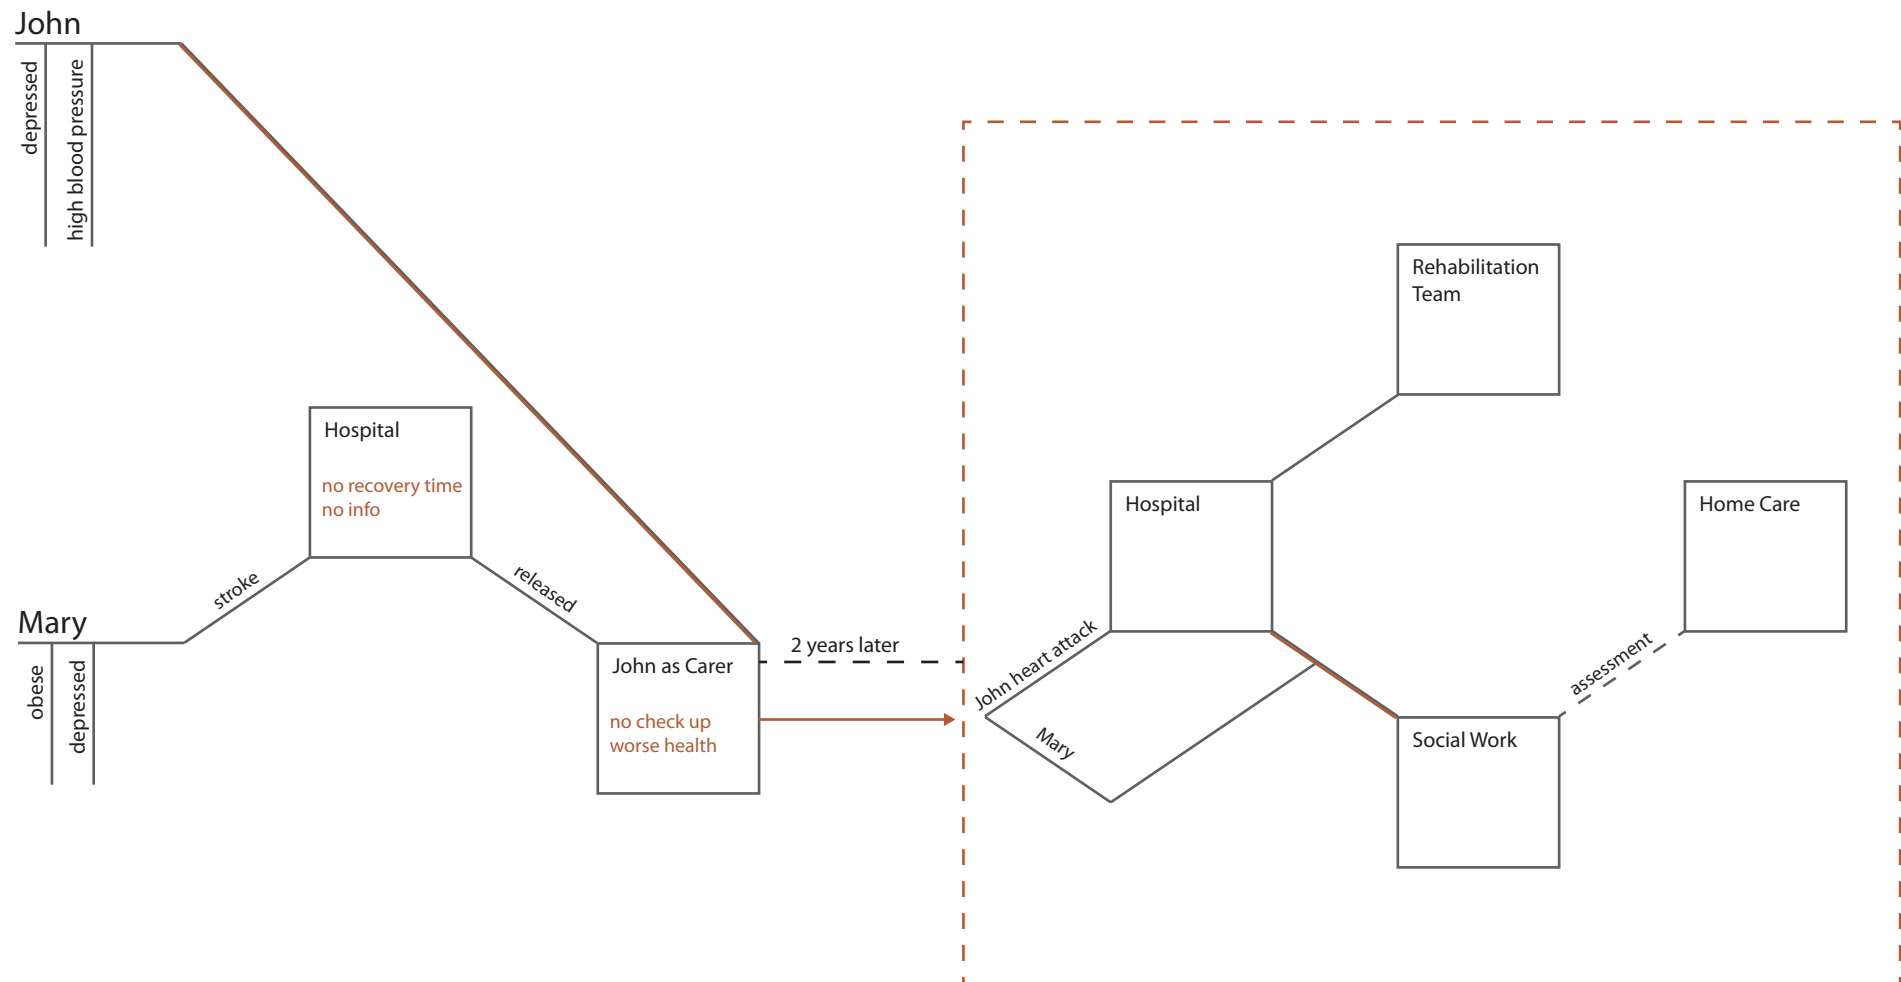 John
depressed
high blood pressure
Hospital
no recovery time
no info
stroke
released
Mary
obese
depressed
John as Carer
no check up
worse health
2 years later
Rehabilitation
Team
Hospital
Home Care
John heart attack
Mary
assessment
Social Work